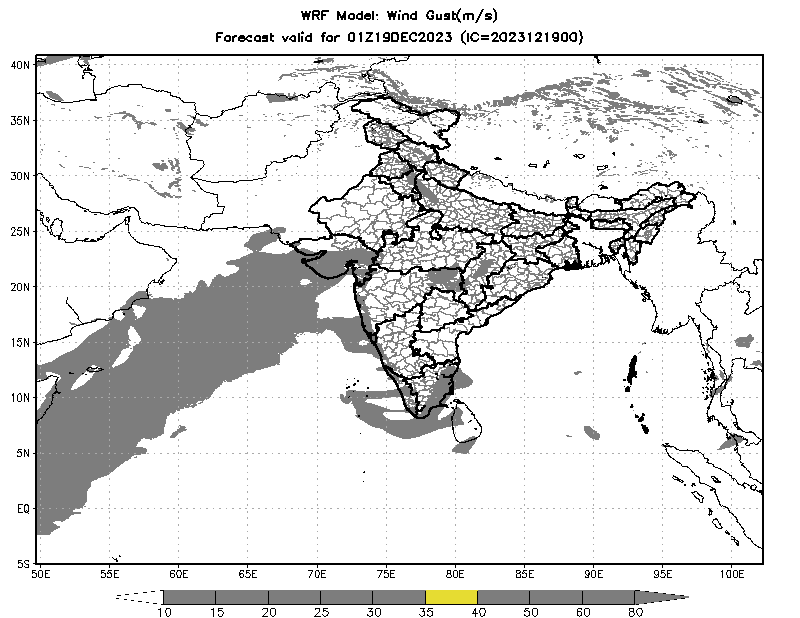 WRF Model: Wind Gust(m/s)
Forecast valid for 01Z19DEC2023 (IC=2023121900)
40N
35N
30N
25N
20N
15N
10N
5N
EQ
5S
50E 55E 60E 65E 70E 75E 80E 85E 90E 95E 100E
10 15 20 25 30 35 40 50 60 80